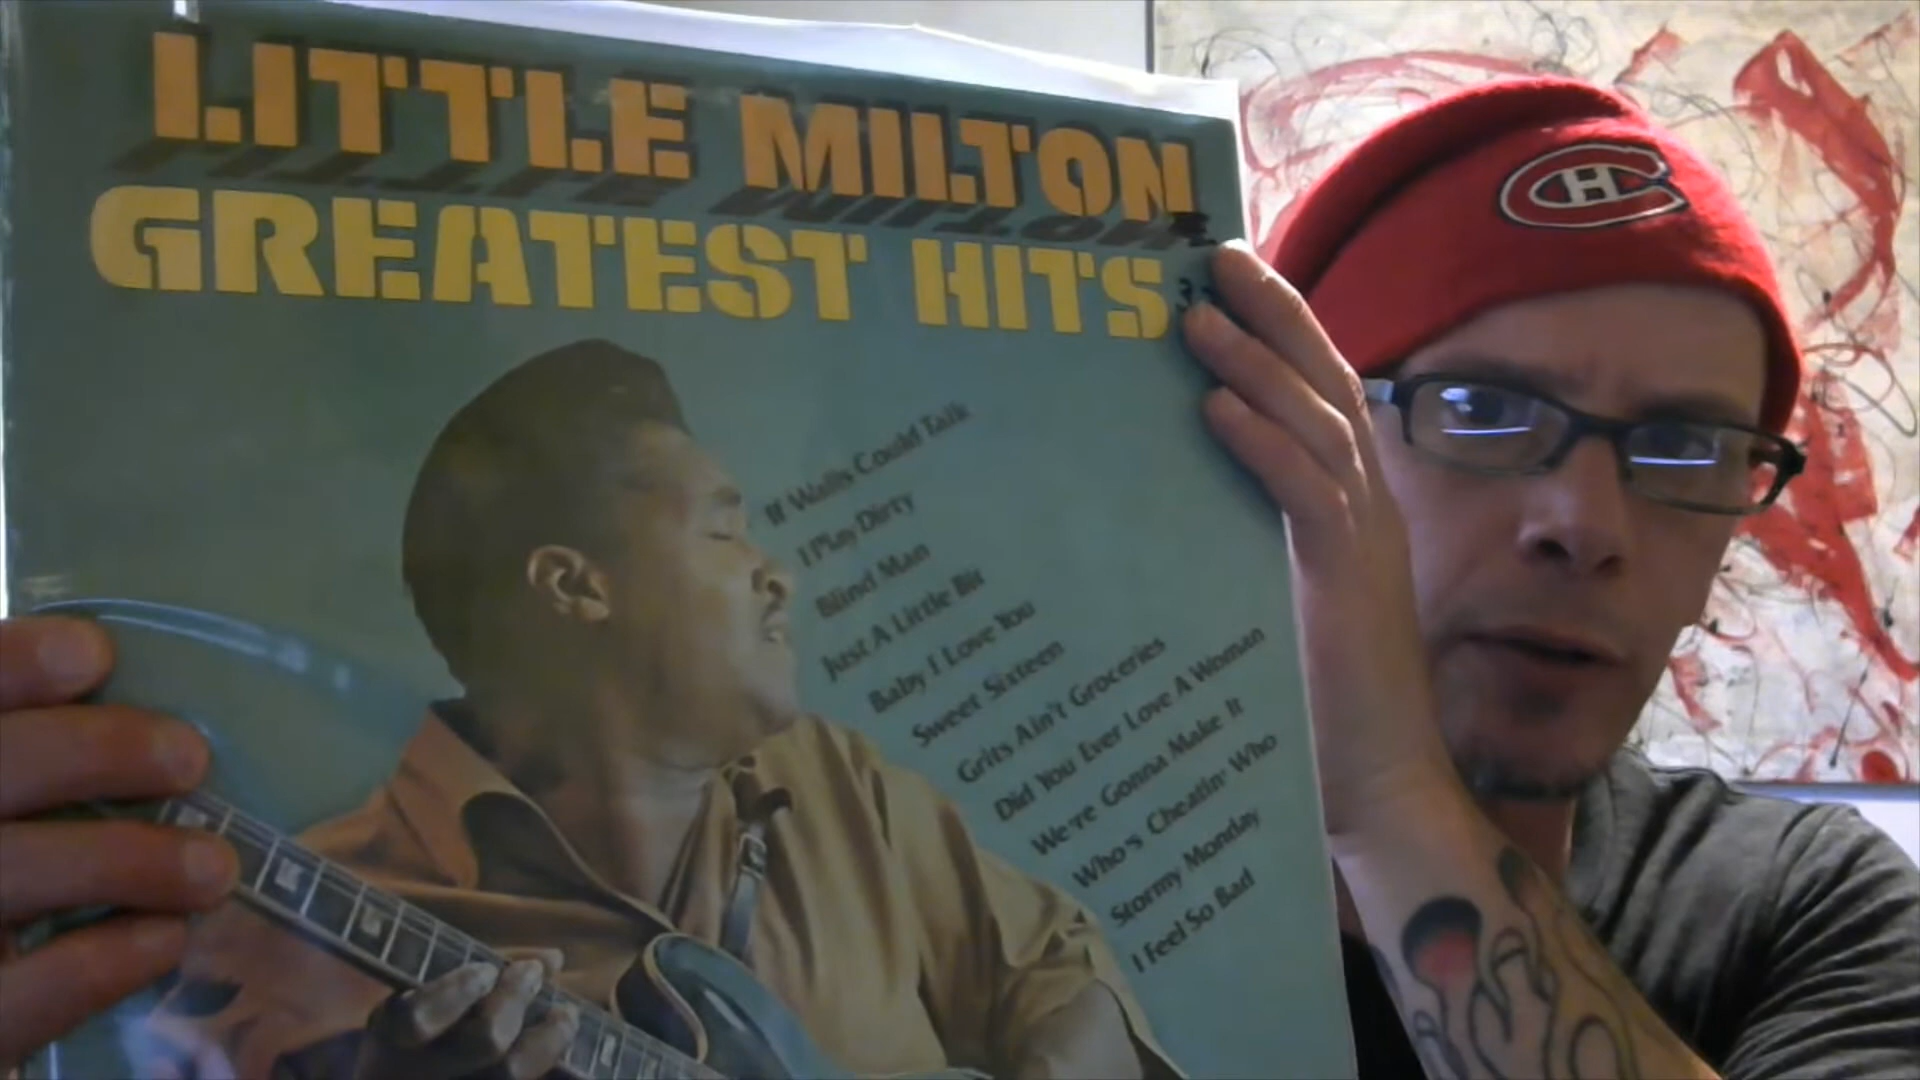 LITTLE MILTON
GREATEST HITS
If Walls Could Talk
I Play Dirty
Blind Man
Just A Little Bit
Baby I Love You
Sweet Sixteen
Grits Ain't Groceries
Did You Ever Love A Woman
We're Gonna Make It
Who's Cheatin' Who
Stormy Monday
I Feel So Bad
CH